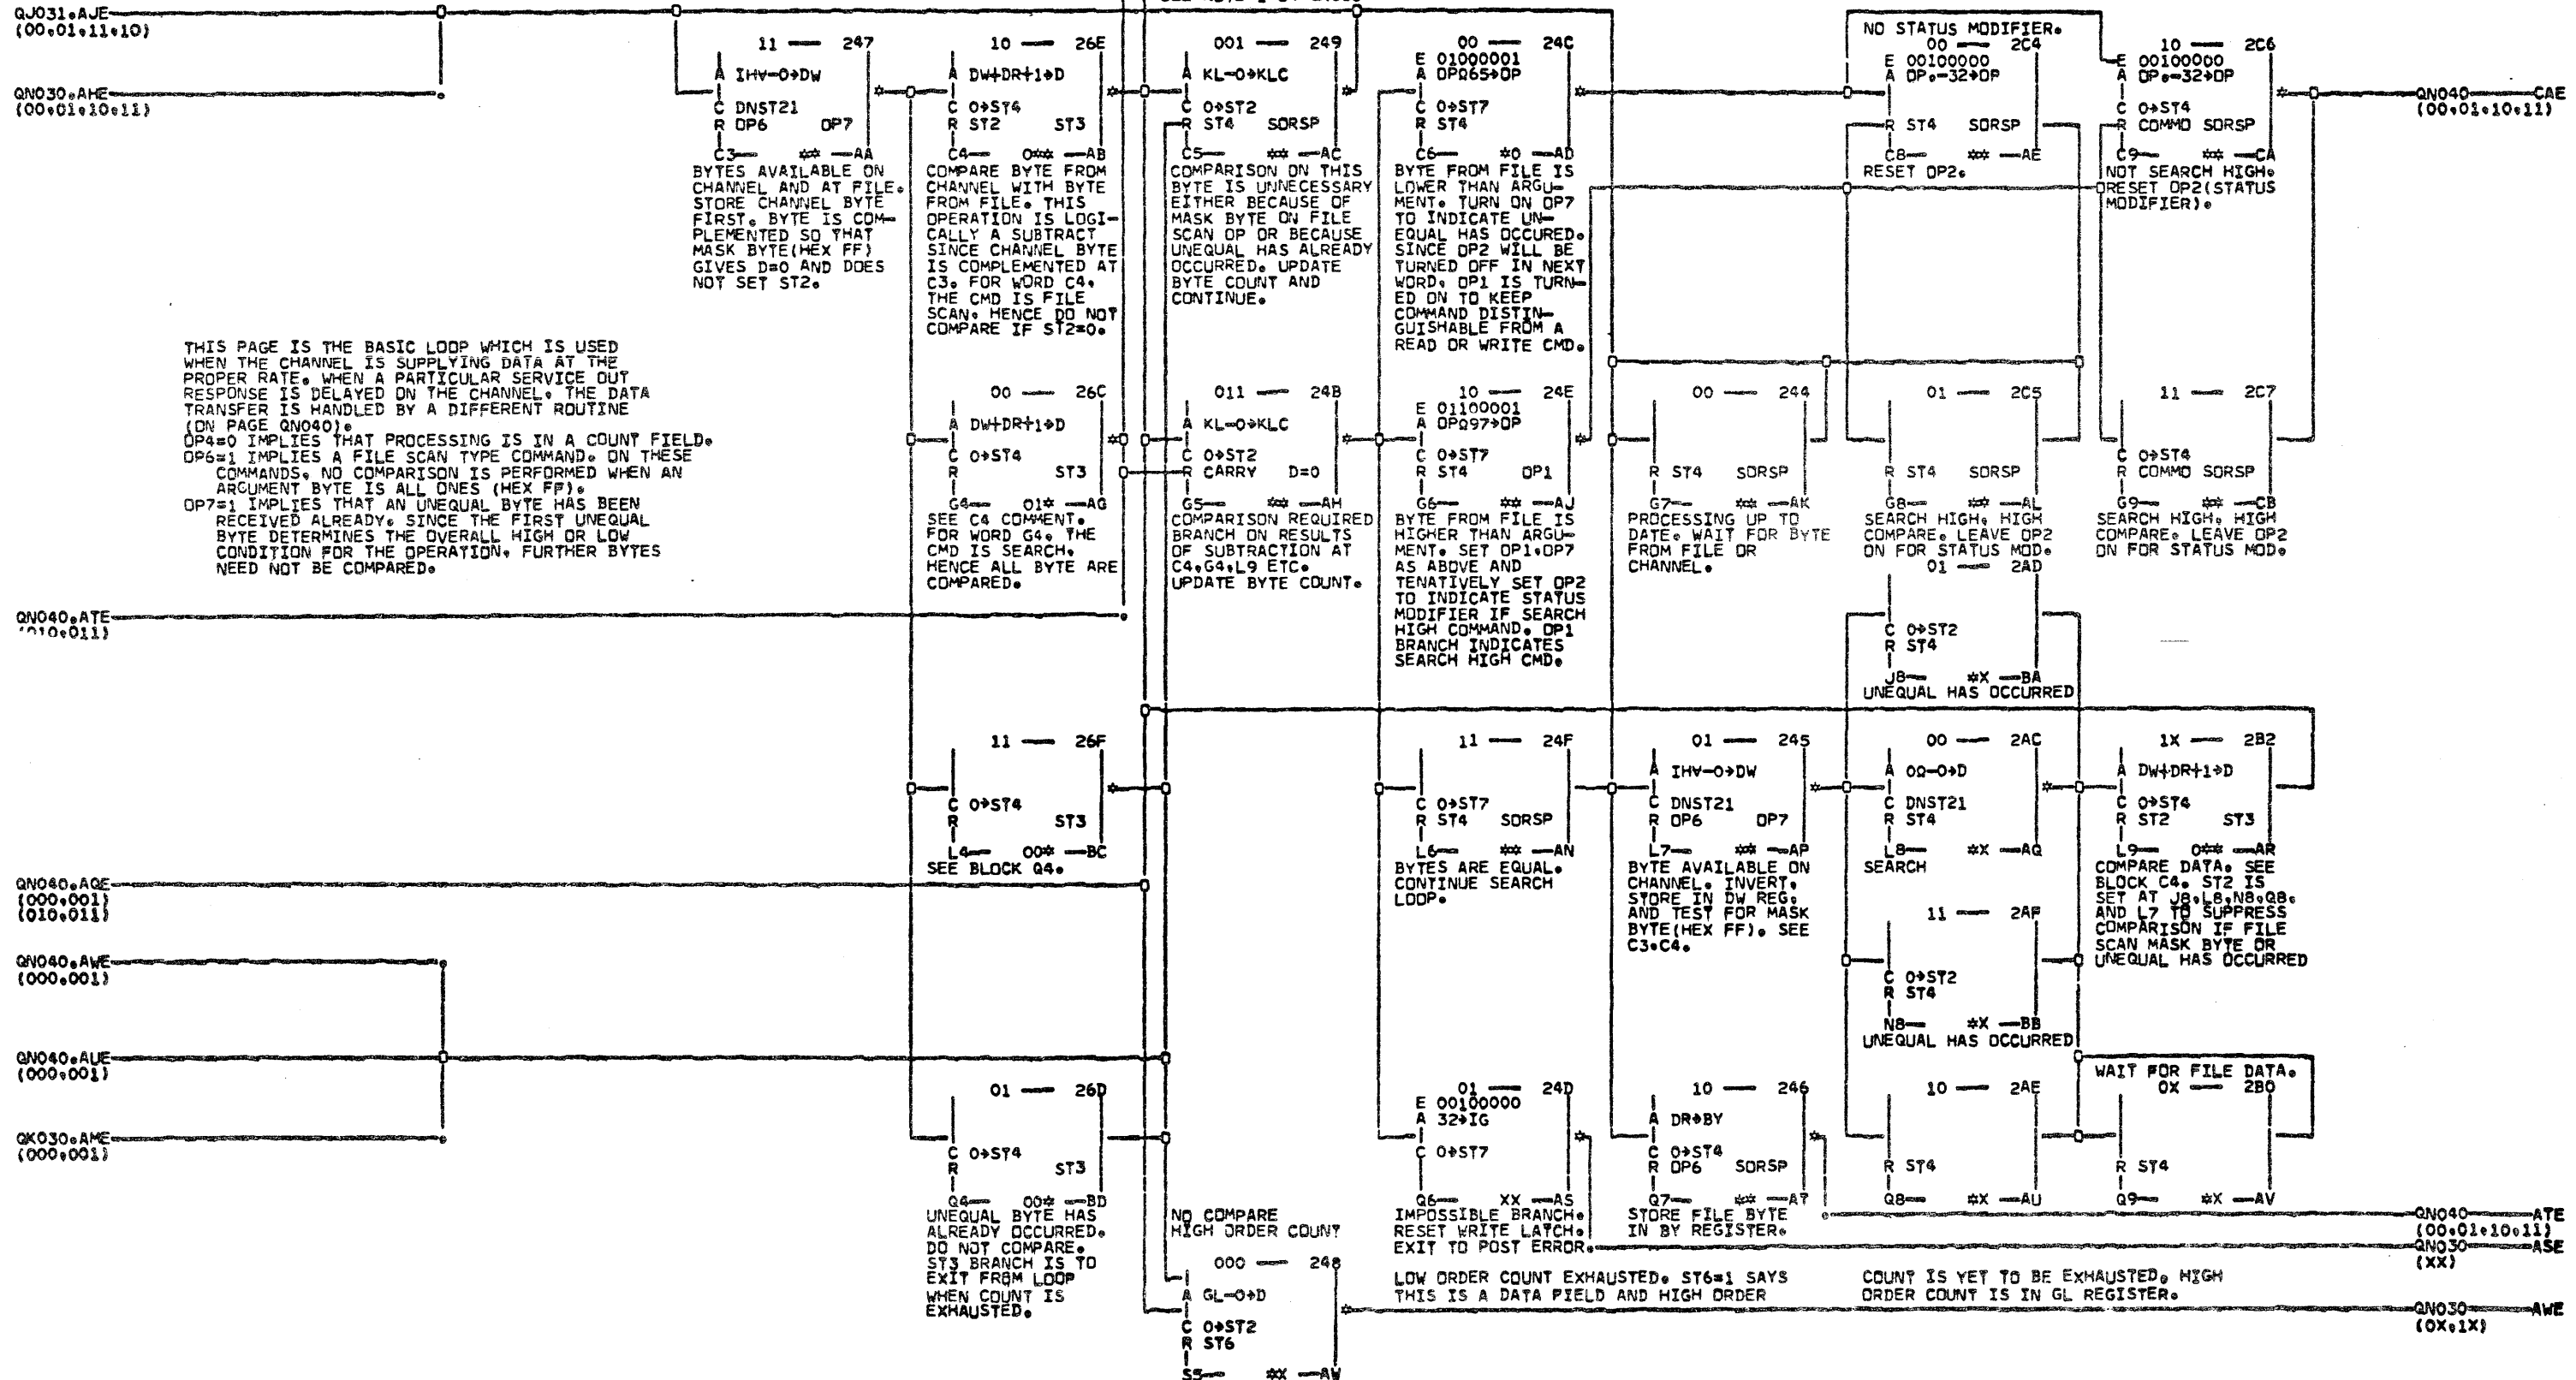 QJ031.AJE
(00,01,11,10)
QN030.AHE
(00,01,10,11)
11 — 247
A IHV-0→DW
C DNST21
R OP6 OP7
C3— ** —AA
BYTES AVAILABLE ON
CHANNEL AND AT FILE.
STORE CHANNEL BYTE
FIRST. BYTE IS COM-
PLEMENTED SO THAT
MASK BYTE(HEX FF)
GIVES D=0 AND DOES
NOT SET ST2.
10 — 26E
A DW+DR+1→D
C 0→ST4
R ST2 ST3
C4— 0** —AB
COMPARE BYTE FROM
CHANNEL WITH BYTE
FROM FILE. THIS
OPERATION IS LOGI-
CALLY A SUBTRACT
SINCE CHANNEL BYTE
IS COMPLEMENTED AT
C3. FOR WORD C4,
THE CMD IS FILE
SCAN. HENCE DO NOT
COMPARE IF ST2=0.
001 — 249
A KL-0→KLC
C 0→ST2
R ST4 SORSP
C5— ** —AC
COMPARISON ON THIS
BYTE IS UNNECESSARY
EITHER BECAUSE OF
MASK BYTE ON FILE
SCAN OP OR BECAUSE
UNEQUAL HAS ALREADY
OCCURRED. UPDATE
BYTE COUNT AND
CONTINUE.
00 — 24C
E 01000001
A OPΩ65→OP
C 0→ST7
R ST4
C6— *0 —AD
BYTE FROM FILE IS
LOWER THAN ARGU-
MENT. TURN ON OP7
TO INDICATE UN-
EQUAL HAS OCCURED.
SINCE OP2 WILL BE
TURNED OFF IN NEXT
WORD, OP1 IS TURN-
ED ON TO KEEP
COMMAND DISTIN-
GUISHABLE FROM A
READ OR WRITE CMD.
NO STATUS MODIFIER.
00 — 2C4
E 00100000
A OP.-32→OP
R ST4 SORSP
C8— ** —AE
RESET OP2.
10 — 2C6
E 00100000
A OP.-32→OP
C 0→ST4
R COMMO SORSP
C9— ** —CA
NOT SEARCH HIGH.
RESET OP2(STATUS
MODIFIER).
QN040 —CAE
(00,01,10,11)
THIS PAGE IS THE BASIC LOOP WHICH IS USED
WHEN THE CHANNEL IS SUPPLYING DATA AT THE
PROPER RATE. WHEN A PARTICULAR SERVICE OUT
RESPONSE IS DELAYED ON THE CHANNEL, THE DATA
TRANSFER IS HANDLED BY A DIFFERENT ROUTINE
(ON PAGE QN040).
OP4=0 IMPLIES THAT PROCESSING IS IN A COUNT FIELD.
OP6=1 IMPLIES A FILE SCAN TYPE COMMAND. ON THESE
COMMANDS, NO COMPARISON IS PERFORMED WHEN AN
ARGUMENT BYTE IS ALL ONES (HEX FF).
OP7=1 IMPLIES THAT AN UNEQUAL BYTE HAS BEEN
RECEIVED ALREADY. SINCE THE FIRST UNEQUAL
BYTE DETERMINES THE OVERALL HIGH OR LOW
CONDITION FOR THE OPERATION, FURTHER BYTES
NEED NOT BE COMPARED.
00 — 26C
A DW+DR+1→D
C 0→ST4
R ST3
G4— 01* —AG
SEE C4 COMMENT.
FOR WORD G4, THE
CMD IS SEARCH,
HENCE ALL BYTE ARE
COMPARED.
011 — 24B
A KL-0→KLC
C 0→ST2
R CARRY D=0
G5— ** —AH
COMPARISON REQUIRED
BRANCH ON RESULTS
OF SUBTRACTION AT
C4,G4,L9 ETC.
UPDATE BYTE COUNT.
10 — 24E
E 01100001
A OPΩ97→OP
C 0→ST7
R ST4 OP1
G6— ** —AJ
BYTE FROM FILE IS
HIGHER THAN ARGU-
MENT. SET OP1,OP7
AS ABOVE AND
TENATIVELY SET OP2
TO INDICATE STATUS
MODIFIER IF SEARCH
HIGH COMMAND. OP1
BRANCH INDICATES
SEARCH HIGH CMD.
00 — 244
R ST4 SORSP
G7— ** —AK
PROCESSING UP TO
DATE. WAIT FOR BYTE
FROM FILE OR
CHANNEL.
01 — 2C5
R ST4 SORSP
G8— ** —AL
SEARCH HIGH, HIGH
COMPARE. LEAVE OP2
ON FOR STATUS MOD.
11 — 2C7
C 0→ST4
R COMMO SORSP
G9— ** —CB
SEARCH HIGH, HIGH
COMPARE. LEAVE OP2
ON FOR STATUS MOD.
01 — 2AD
C 0→ST2
R ST4
J8— *X —BA
UNEQUAL HAS OCCURRED
QN040.ATE
11 — 26F
C 0→ST4
R ST3
L4— 00* —BC
SEE BLOCK Q4.
11 — 24F
C 0→ST7
R ST4 SORSP
L6— ** —AN
BYTES ARE EQUAL.
CONTINUE SEARCH
LOOP.
01 — 245
A IHV-0→DW
C DNST21
R OP6 OP7
L7— ** —AP
BYTE AVAILABLE ON
CHANNEL. INVERT,
STORE IN DW REG,
AND TEST FOR MASK
BYTE(HEX FF). SEE
C3,C4.
00 — 2AC
A 0Ω-0→D
C DNST21
R ST4
L8— *X —AQ
SEARCH
1X — 2B2
A DW+DR+1→D
C 0→ST4
R ST2 ST3
L9— 0** —AR
COMPARE DATA. SEE
BLOCK C4. ST2 IS
SET AT J8,L8,N8,Q8,
AND L7 TO SUPPRESS
COMPARISON IF FILE
SCAN MASK BYTE OR
UNEQUAL HAS OCCURRED
QN040.AQE
(000,001)
(010,011)
QN040.AWE
(000,001)
11 — 2AF
C 0→ST2
R ST4
N8— *X —BB
UNEQUAL HAS OCCURRED
QN040.AUE
(000,001)
QK030.AME
(000,001)
01 — 26D
C 0→ST4
R ST3
Q4— 00* —BD
UNEQUAL BYTE HAS
ALREADY OCCURRED.
DO NOT COMPARE.
ST3 BRANCH IS TO
EXIT FROM LOOP
WHEN COUNT IS
EXHAUSTED.
01 — 24D
E 00100000
A 32→IG
C 0→ST7
Q6— XX —AS
IMPOSSIBLE BRANCH.
RESET WRITE LATCH.
EXIT TO POST ERROR.
10 — 246
A DR→BY
C 0→ST4
R OP6 SORSP
Q7— ** —AT
STORE FILE BYTE
IN BY REGISTER.
10 — 2AE
R ST4
Q8— *X —AU
WAIT FOR FILE DATA.
0X — 2B0
R ST4
Q9— *X —AV
QN040 —ATE
(00,01,10,11)
QN030 —ASE
(XX)
NO COMPARE
HIGH ORDER COUNT
000 — 248
A GL-0→D
C 0→ST2
R ST6
S5— *X —AW
LOW ORDER COUNT EXHAUSTED. ST6=1 SAYS
THIS IS A DATA FIELD AND HIGH ORDER
COUNT IS YET TO BE EXHAUSTED. HIGH
ORDER COUNT IS IN GL REGISTER.
QN030 —AWE
(0X,1X)